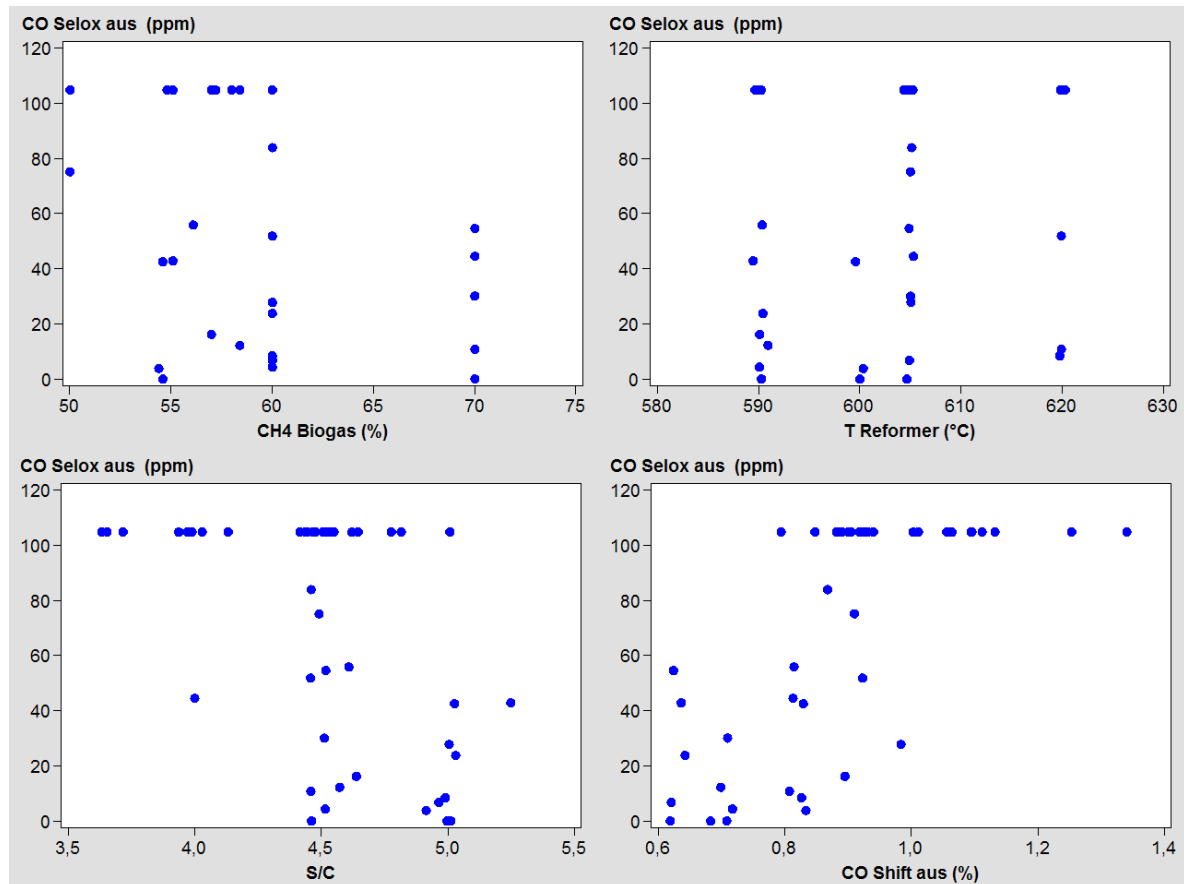 CO Selox aus (ppm)
120
100
80
60
40
20
0
50 55 60 65 70 75
CH4 Biogas (%)
CO Selox aus (ppm)
120
100
80
60
40
20
0
580 590 600 610 620 630
T Reformer (°C)
CO Selox aus (ppm)
120
100
80
60
40
20
0
3,5 4,0 4,5 5,0 5,5
S/C
CO Selox aus (ppm)
120
100
80
60
40
20
0
0,6 0,8 1,0 1,2 1,4
CO Shift aus (%)